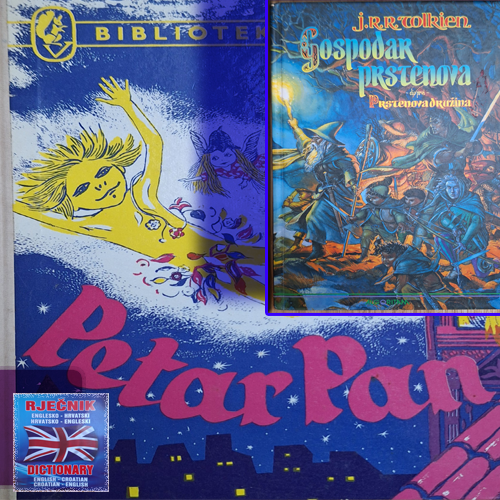 BIBLIOTEK
J.R.R. Tolkien
Gospodar
prstenova
Prstenova družina
Petar Pan
RJEČNIK
ENGLESKO - HRVATSKI
HRVATSKO - ENGLESKI
DICTIONARY
ENGLISH - CROATIAN
CROATIAN - ENGLISH